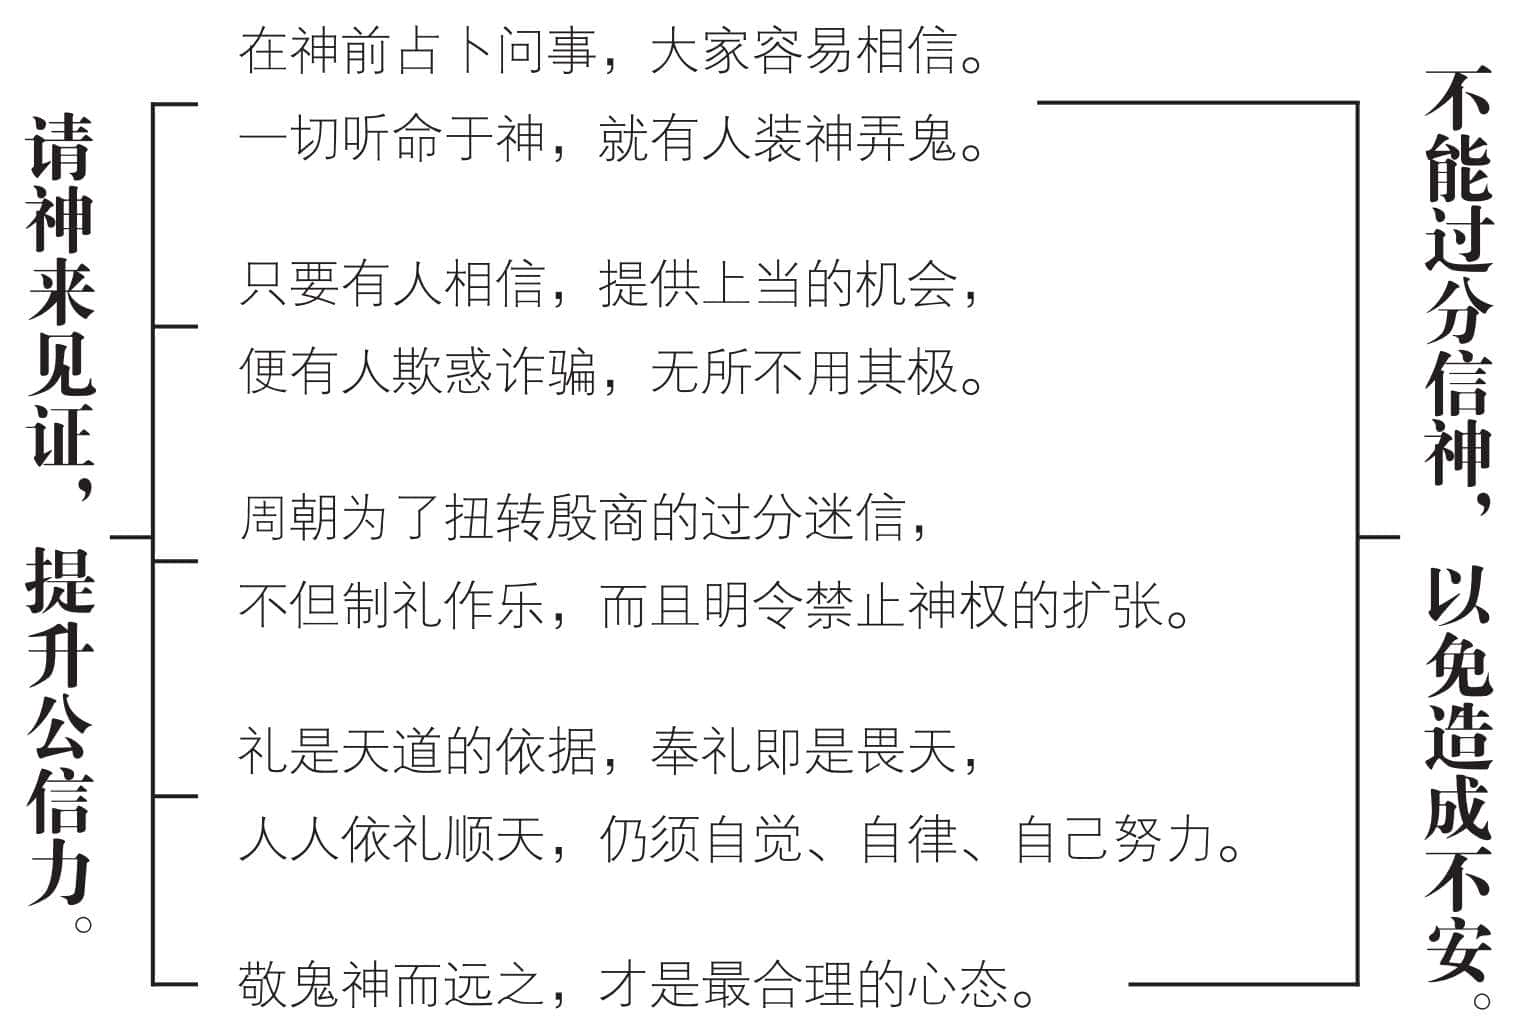 请神来见证，提升公信力。
在神前占卜问事，大家容易相信。
一切听命于神，就有人装神弄鬼。
只要有人相信，提供上当的机会，
便有人欺惑诈骗，无所不用其极。
周朝为了扭转殷商的过分迷信，
不但制礼作乐，而且明令禁止神权的扩张。
礼是天道的依据，奉礼即是畏天，
人人依礼顺天，仍须自觉、自律、自己努力。
敬鬼神而远之，才是最合理的心态。
不能过分信神，以免造成不安。